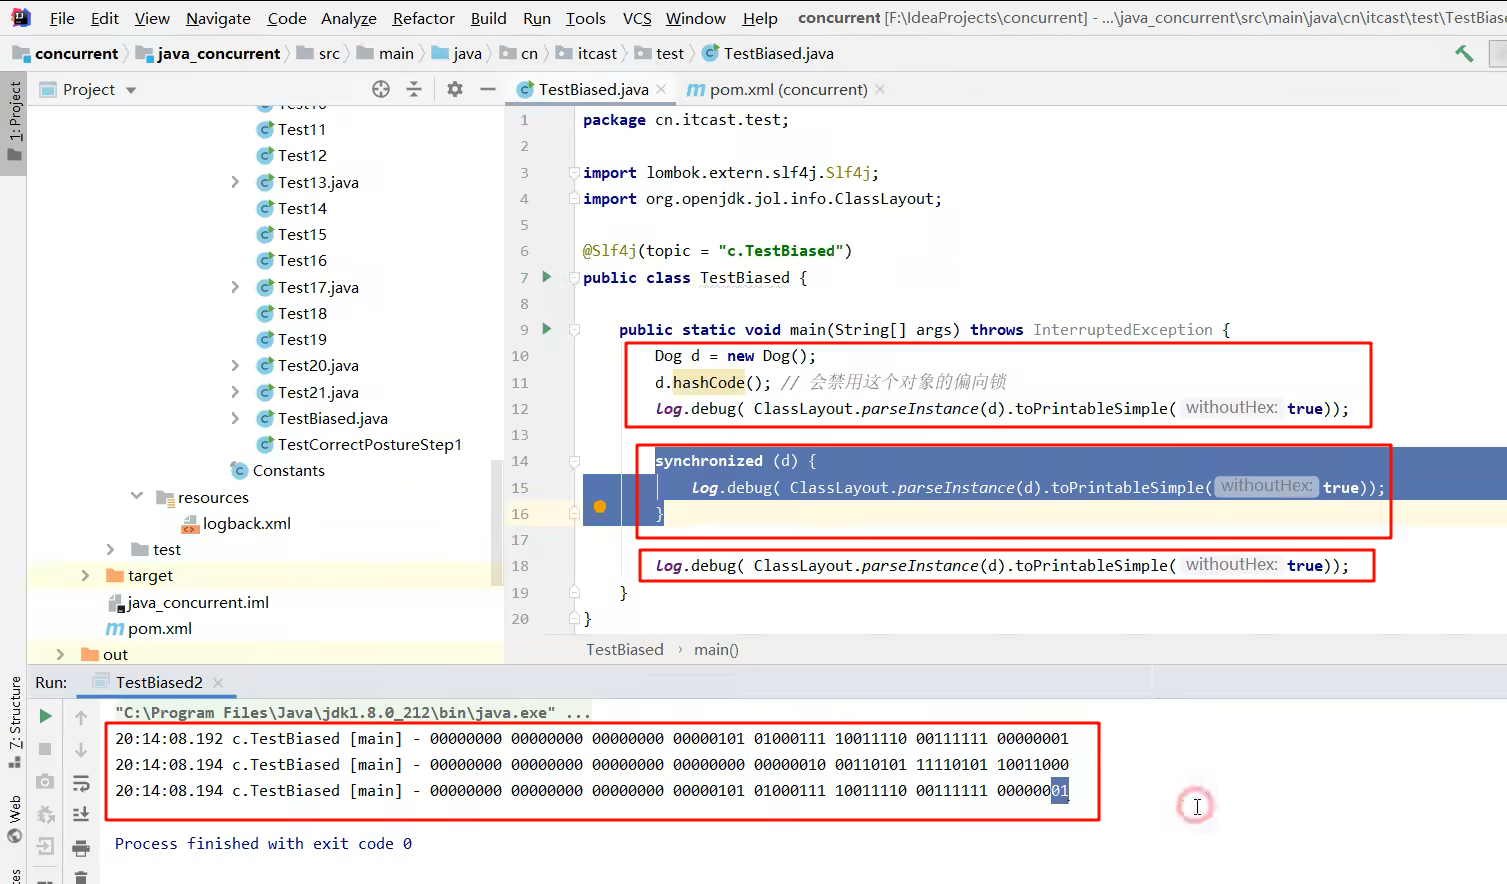 File Edit View Navigate Code Analyze Refactor Build Run Tools VCS Window Help concurrent [F:\IdeaProjects\concurrent] - ...\java_concurrent\src\main\java\cn\itcast\test\TestBiase
concurrent java_concurrent src main java cn itcast test TestBiased.java
1: Project
Project
TestBiased.java
pom.xml (concurrent)
Test11
Test12
Test13.java
Test14
Test15
Test16
Test17.java
Test18
Test19
Test20.java
Test21.java
TestBiased.java
TestCorrectPostureStep1
Constants
resources
logback.xml
test
target
java_concurrent.iml
pom.xml
out
1 package cn.itcast.test;
2
3 import lombok.extern.slf4j.Slf4j;
4 import org.openjdk.jol.info.ClassLayout;
5
6 @Slf4j(topic = "c.TestBiased")
7 public class TestBiased {
8
9 public static void main(String[] args) throws InterruptedException {
10 Dog d = new Dog();
11 d.hashCode(); // 会禁用这个对象的偏向锁
12 log.debug( ClassLayout.parseInstance(d).toPrintableSimple( withoutHex: true));
13
14 synchronized (d) {
15 log.debug( ClassLayout.parseInstance(d).toPrintableSimple( withoutHex: true));
16 }
17
18 log.debug( ClassLayout.parseInstance(d).toPrintableSimple( withoutHex: true));
19 }
20 }
TestBiased › main()
Run: TestBiased2
7: Structure
Web
"C:\Program Files\Java\jdk1.8.0_212\bin\java.exe" ...
20:14:08.192 c.TestBiased [main] - 00000000 00000000 00000000 00000101 01000111 10011110 00111111 00000001
20:14:08.194 c.TestBiased [main] - 00000000 00000000 00000000 00000000 00000010 00110101 11110101 10011000
20:14:08.194 c.TestBiased [main] - 00000000 00000000 00000000 00000101 01000111 10011110 00111111 00000001
Process finished with exit code 0